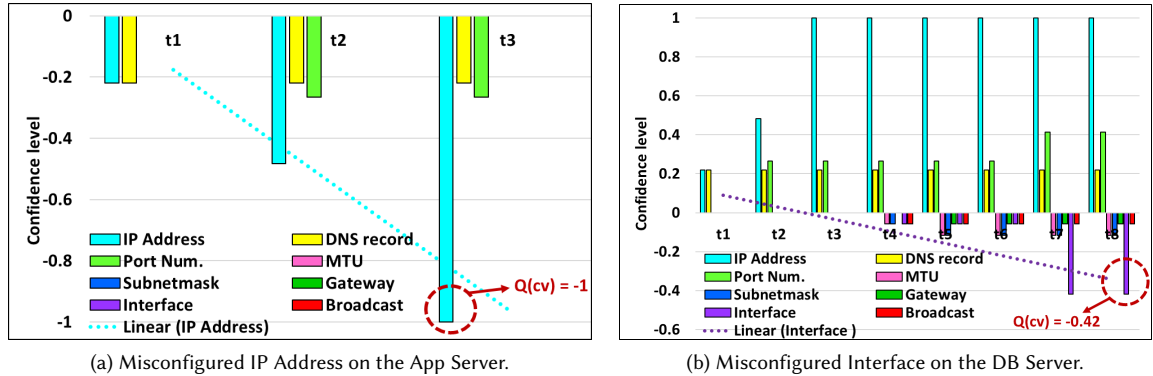 0
-0.2
-0.4
-0.6
-0.8
-1
Confidence level
t1
t2
t3
IP Address
DNS record
Port Num.
MTU
Subnetmask
Gateway
Interface
Broadcast
Linear (IP Address)
Q(cv) = -1
(a) Misconfigured IP Address on the App Server.
1
0.8
0.6
0.4
0.2
0
-0.2
-0.4
-0.6
Confidence level
t1
t2
t3
t4
t5
t6
t7
t8
IP Address
DNS record
Port Num.
MTU
Subnetmask
Gateway
Interface
Broadcast
Linear (Interface )
Q(cv) = -0.42
(b) Misconfigured Interface on the DB Server.